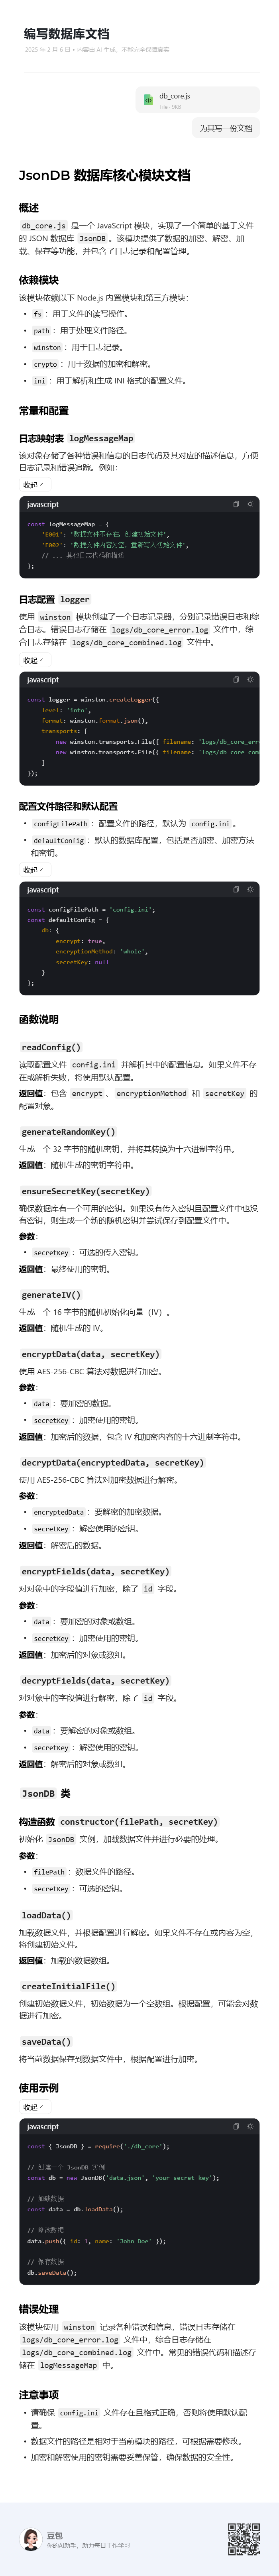 编写数据库文档
2025 年 2 月 6 日 • 内容由 AI 生成，不能完全保障真实
db_core.js
File · 9KB
为其写一份文档
JsonDB 数据库核心模块文档
概述
db_core.js 是一个 JavaScript 模块，实现了一个简单的基于文件
的 JSON 数据库 JsonDB 。该模块提供了数据的加密、解密、加
载、保存等功能，并包含了日志记录和配置管理。
依赖模块
该模块依赖以下 Node.js 内置模块和第三方模块：
• fs ：用于文件的读写操作。
• path ：用于处理文件路径。
• winston ：用于日志记录。
• crypto ：用于数据的加密和解密。
• ini ：用于解析和生成 INI 格式的配置文件。
常量和配置
日志映射表 logMessageMap
该对象存储了各种错误和信息的日志代码及其对应的描述信息，方便
日志记录和错误追踪。例如：
收起
javascript
const logMessageMap = {
'E001': '数据文件不存在，创建初始文件',
'E002': '数据文件内容为空，重新写入初始文件',
// ... 其他日志代码和描述
};
日志配置 logger
使用 winston 模块创建了一个日志记录器，分别记录错误日志和综
合日志。错误日志存储在 logs/db_core_error.log 文件中，综
合日志存储在 logs/db_core_combined.log 文件中。
收起
javascript
const logger = winston.createLogger({
level: 'info',
format: winston.format.json(),
transports: [
new winston.transports.File({ filename: 'logs/db_core_erro
new winston.transports.File({ filename: 'logs/db_core_comb
]
});
配置文件路径和默认配置
• configFilePath ：配置文件的路径，默认为 config.ini 。
• defaultConfig ：默认的数据库配置，包括是否加密、加密方法
和密钥。
收起
javascript
const configFilePath = 'config.ini';
const defaultConfig = {
db: {
encrypt: true,
encryptionMethod: 'whole',
secretKey: null
}
};
函数说明
readConfig()
读取配置文件 config.ini 并解析其中的配置信息。如果文件不存
在或解析失败，将使用默认配置。
返回值：包含 encrypt 、 encryptionMethod 和 secretKey 的
配置对象。
generateRandomKey()
生成一个 32 字节的随机密钥，并将其转换为十六进制字符串。
返回值：随机生成的密钥字符串。
ensureSecretKey(secretKey)
确保数据库有一个可用的密钥。如果没有传入密钥且配置文件中也没
有密钥，则生成一个新的随机密钥并尝试保存到配置文件中。
参数：
• secretKey ：可选的传入密钥。
返回值：最终使用的密钥。
generateIV()
生成一个 16 字节的随机初始化向量（IV）。
返回值：随机生成的 IV。
encryptData(data, secretKey)
使用 AES-256-CBC 算法对数据进行加密。
参数：
• data ：要加密的数据。
• secretKey ：加密使用的密钥。
返回值：加密后的数据，包含 IV 和加密内容的十六进制字符串。
decryptData(encryptedData, secretKey)
使用 AES-256-CBC 算法对加密数据进行解密。
参数：
• encryptedData ：要解密的加密数据。
• secretKey ：解密使用的密钥。
返回值：解密后的数据。
encryptFields(data, secretKey)
对对象中的字段值进行加密，除了 id 字段。
参数：
• data ：要加密的对象或数组。
• secretKey ：加密使用的密钥。
返回值：加密后的对象或数组。
decryptFields(data, secretKey)
对对象中的字段值进行解密，除了 id 字段。
参数：
• data ：要解密的对象或数组。
• secretKey ：解密使用的密钥。
返回值：解密后的对象或数组。
JsonDB 类
构造函数 constructor(filePath, secretKey)
初始化 JsonDB 实例，加载数据文件并进行必要的处理。
参数：
• filePath ：数据文件的路径。
• secretKey ：可选的密钥。
loadData()
加载数据文件，并根据配置进行解密。如果文件不存在或内容为空，
将创建初始文件。
返回值：加载的数据数组。
createInitialFile()
创建初始数据文件，初始数据为一个空数组。根据配置，可能会对数
据进行加密。
saveData()
将当前数据保存到数据文件中，根据配置进行加密。
使用示例
收起
javascript
const { JsonDB } = require('./db_core');
// 创建一个 JsonDB 实例
const db = new JsonDB('data.json', 'your-secret-key');
// 加载数据
const data = db.loadData();
// 修改数据
data.push({ id: 1, name: 'John Doe' });
// 保存数据
db.saveData();
错误处理
该模块使用 winston 记录各种错误和信息，错误日志存储在
logs/db_core_error.log 文件中，综合日志存储在
logs/db_core_combined.log 文件中。常见的错误代码和描述存
储在 logMessageMap 中。
注意事项
• 请确保 config.ini 文件存在且格式正确，否则将使用默认配
置。
• 数据文件的路径是相对于当前模块的路径，可根据需要修改。
• 加密和解密使用的密钥需要妥善保管，确保数据的安全性。
豆包
你的AI助手，助力每日工作学习